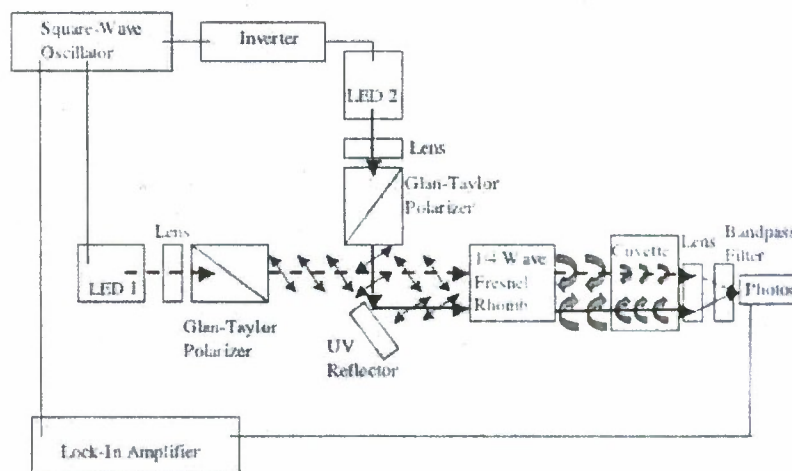 Square-Wave
Oscillator
Inverter
LED 2
Lens
Glan-Taylor
Polarizer
Lens
LED 1
Glan-Taylor
Polarizer
UV
Reflector
1/4 Wave
Fresnel
Rhomb
Cuvette
Lens
Bandpass
Filter
Photod
Lock-In Amplifier